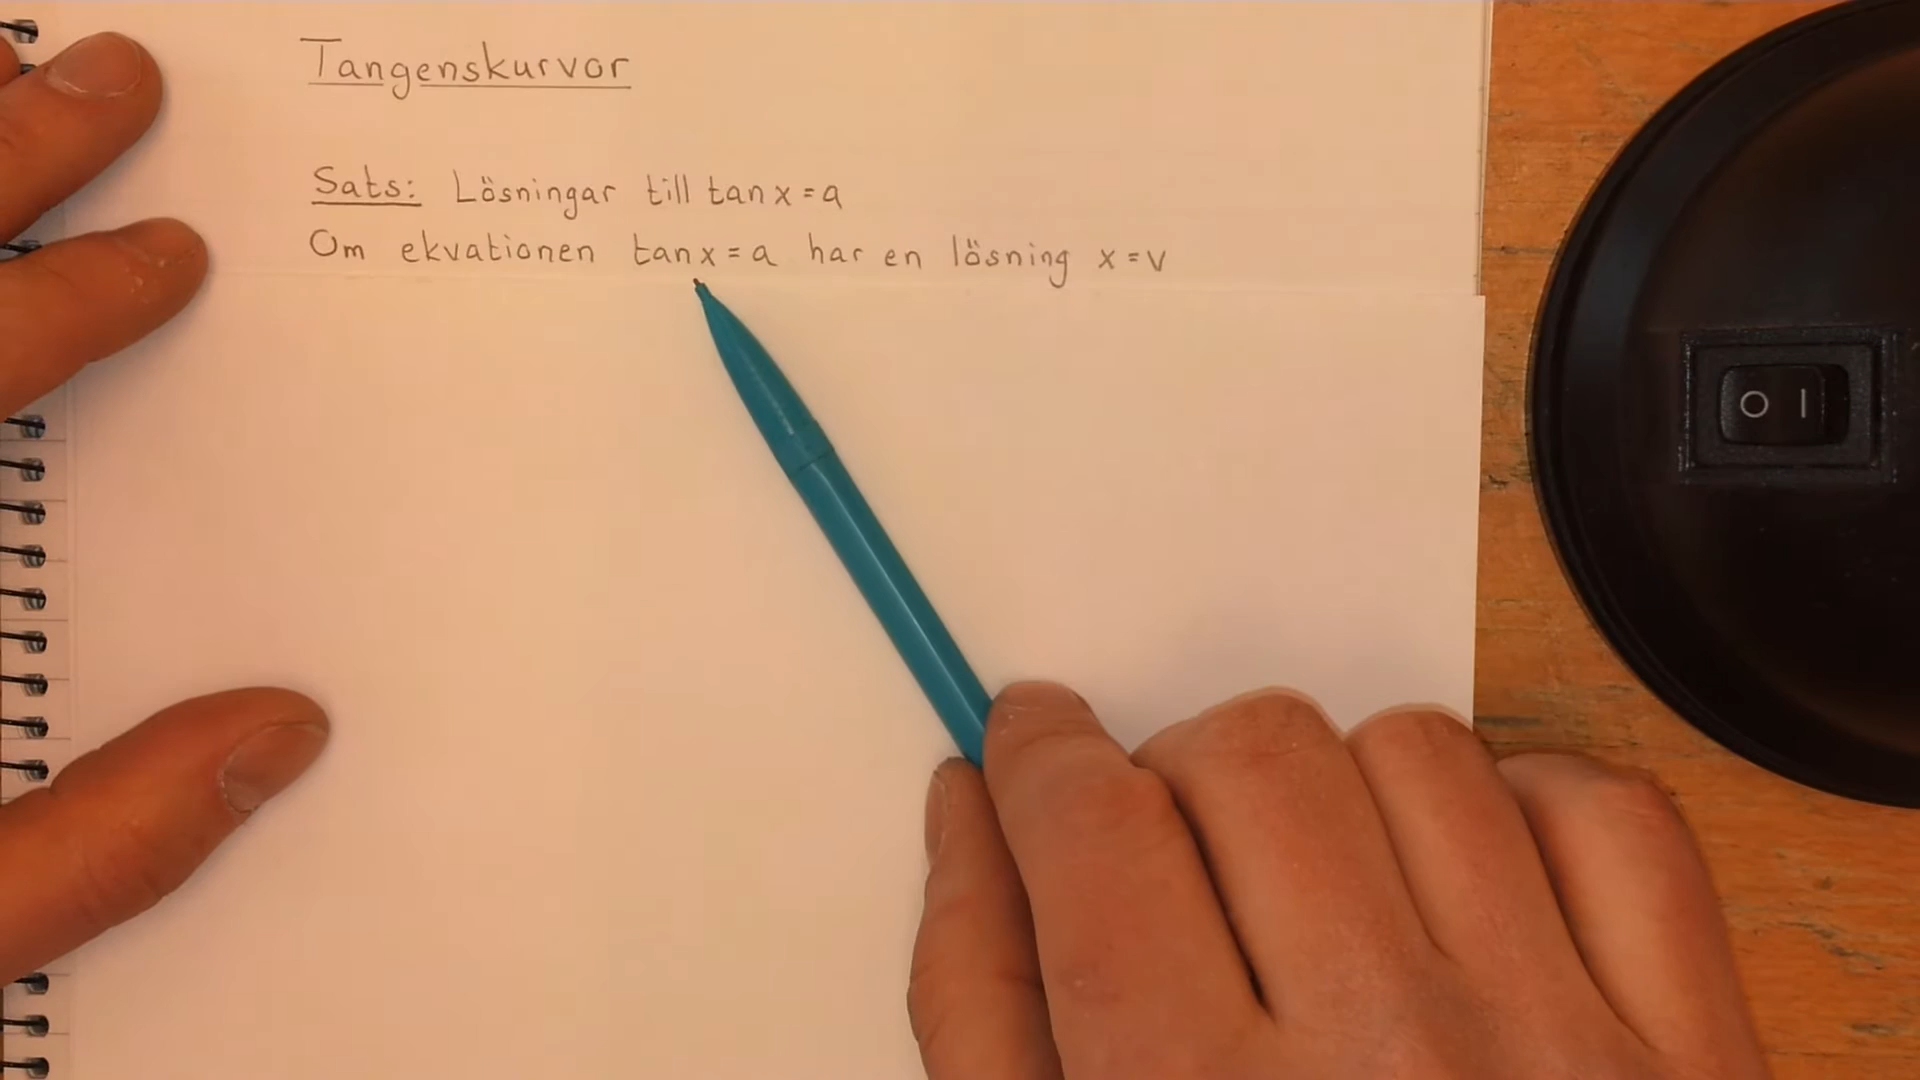 Tangenskurvor
Sats: Lösningar till tan x = a
Om ekvationen tan x = a har en lösning x = v
O I